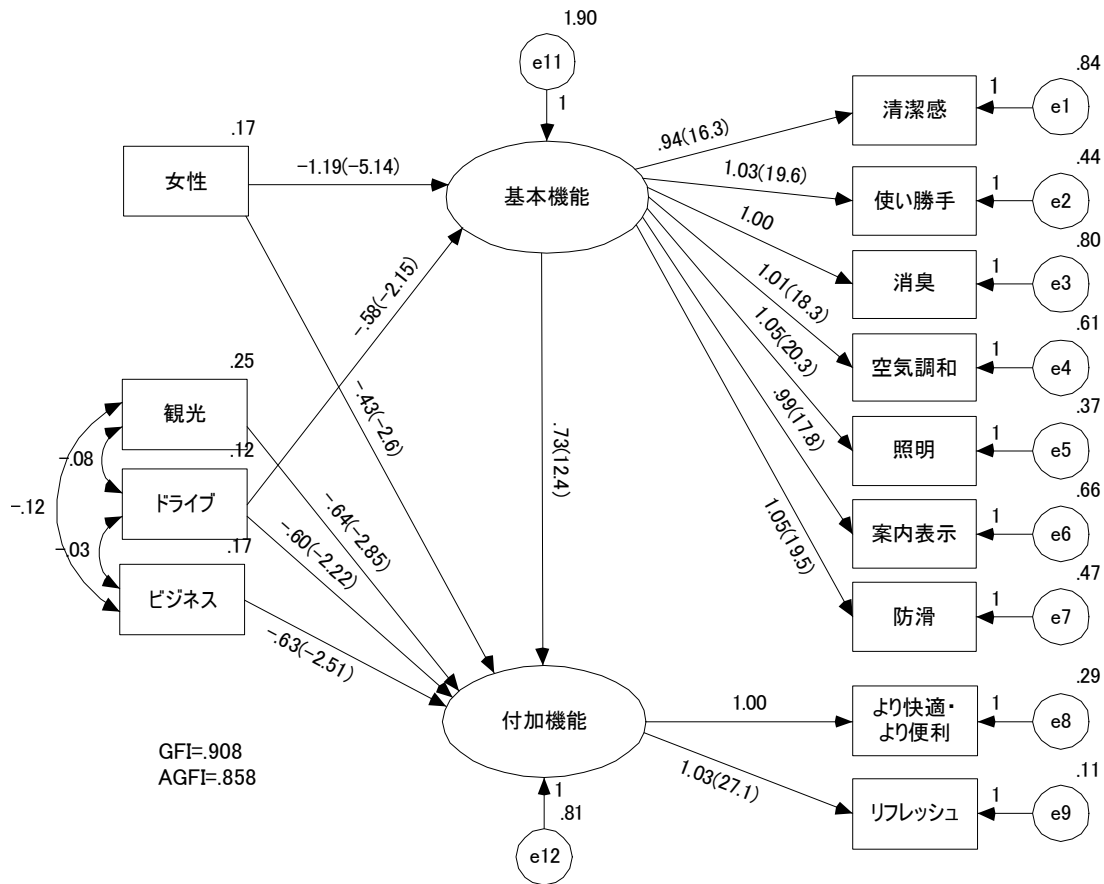 1.90
e11
1
.84
清潔感
1
e1
.17
女性
-1.19(-5.14)
基本機能
.94(16.3)
.44
1.03(19.6)
使い勝手
1
e2
1.00
.80
消臭
1
e3
-.58(-2.15)
1.01(18.3)
.61
空気調和
1
e4
1.05(20.3)
.25
観光
-.43(-2.6)
.73(12.4)
.99(17.8)
.37
照明
1
e5
-.08
.12
-.12
ドライブ
-.64(-2.85)
1.05(19.5)
.66
案内表示
1
e6
-.60(-2.22)
-.03
.17
ビジネス
.47
防滑
1
e7
-.63(-2.51)
付加機能
1.00
.29
より快適・
より便利
1
e8
GFI=.908
AGFI=.858
1.03(27.1)
.11
リフレッシュ
1
e9
1
.81
e12